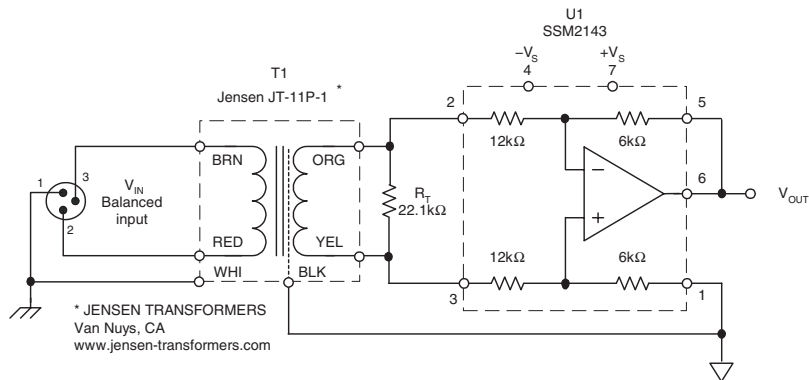 U1
SSM2143
−VS
+VS
4
7
T1
Jensen JT-11P-1 *
2
5
12kΩ
6kΩ
BRN
ORG
1
3
VIN
Balanced
input
2
RT
22.1kΩ
−
+
6
VOUT
RED
YEL
12kΩ
6kΩ
WHI
BLK
3
1
* JENSEN TRANSFORMERS
Van Nuys, CA
www.jensen-transformers.com